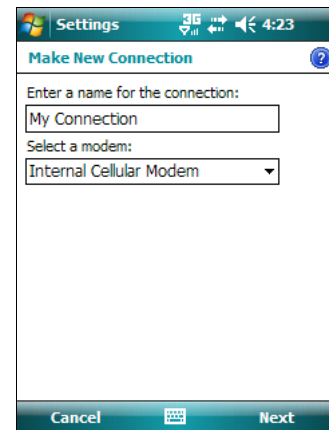 Settings 3G 4:23
Make New Connection ?
Enter a name for the connection:
My Connection
Select a modem:
Internal Cellular Modem
Cancel Next